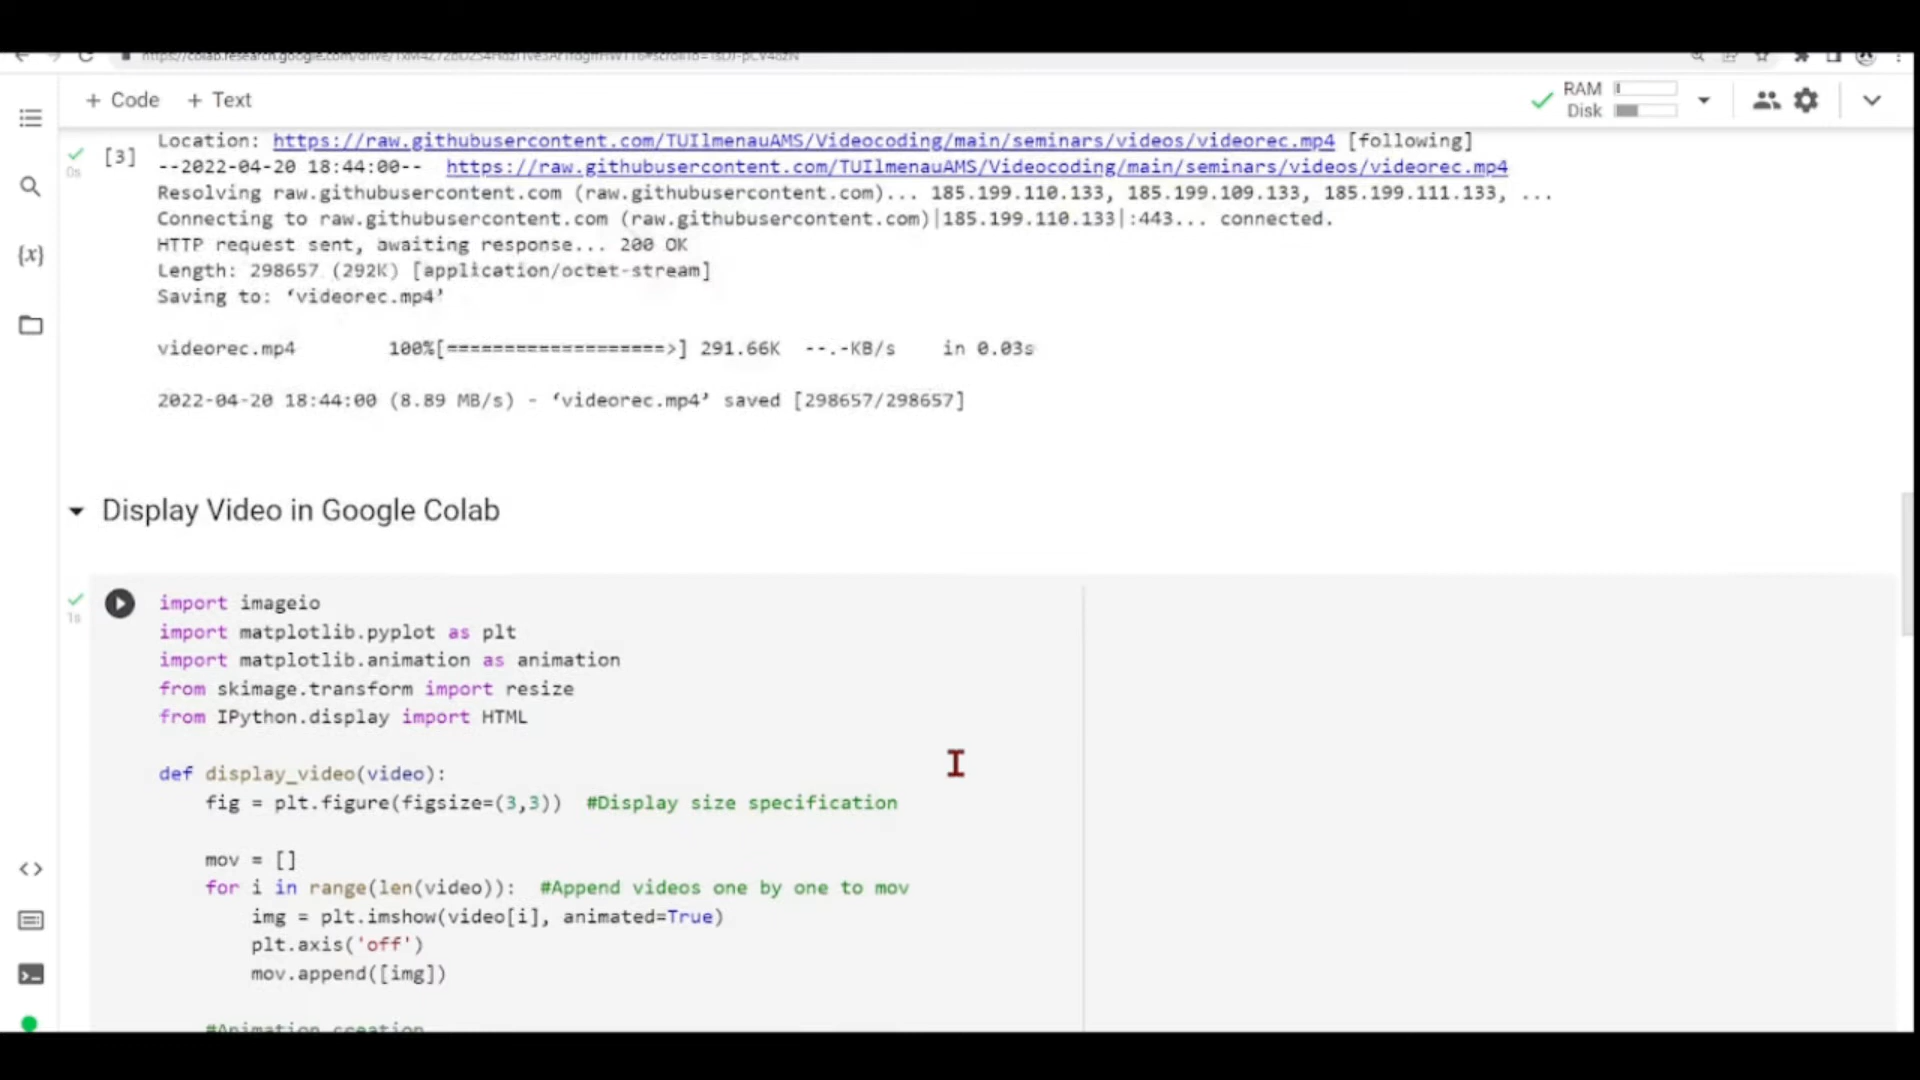 + Code + Text
RAM
Disk
[3]
0s
Location: https://raw.githubusercontent.com/TUIlmenauAMS/Videocoding/main/seminars/videos/videorec.mp4 [following]
--2022-04-20 18:44:00-- https://raw.githubusercontent.com/TUIlmenauAMS/Videocoding/main/seminars/videos/videorec.mp4
Resolving raw.githubusercontent.com (raw.githubusercontent.com)... 185.199.110.133, 185.199.109.133, 185.199.111.133, ...
Connecting to raw.githubusercontent.com (raw.githubusercontent.com)|185.199.110.133|:443... connected.
HTTP request sent, awaiting response... 200 OK
Length: 298657 (292K) [application/octet-stream]
Saving to: ‘videorec.mp4’
videorec.mp4 100%[===================>] 291.66K --.-KB/s in 0.03s
2022-04-20 18:44:00 (8.89 MB/s) - ‘videorec.mp4’ saved [298657/298657]
Display Video in Google Colab
1s
import imageio
import matplotlib.pyplot as plt
import matplotlib.animation as animation
from skimage.transform import resize
from IPython.display import HTML
def display_video(video):
fig = plt.figure(figsize=(3,3)) #Display size specification
mov = []
for i in range(len(video)): #Append videos one by one to mov
img = plt.imshow(video[i], animated=True)
plt.axis('off')
mov.append([img])
#Animation creation